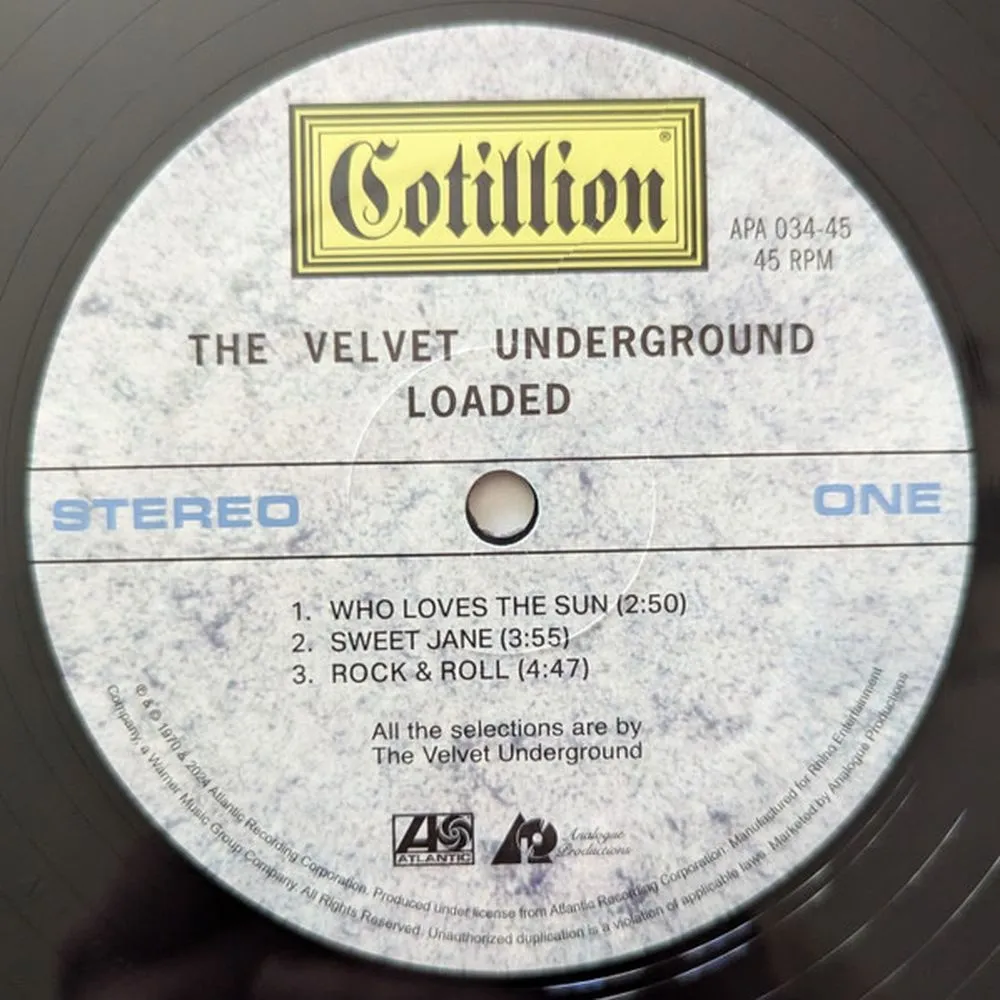 Cotillion®
APA 034-45
45 RPM
THE VELVET UNDERGROUND
LOADED
STEREO
ONE
1. WHO LOVES THE SUN (2:50)
2. SWEET JANE (3:55)
3. ROCK & ROLL (4:47)
All the selections are by
The Velvet Underground
ATLANTIC
Analogue
Productions
℗ & © 1970 & 2024 Atlantic Recording Corporation. Produced under license from Atlantic Recording Corporation. Manufactured for Rhino Entertainment
Company, a Warner Music Group Company. All Rights Reserved. Unauthorized duplication is a violation of applicable laws. Marketed by Analogue Productions